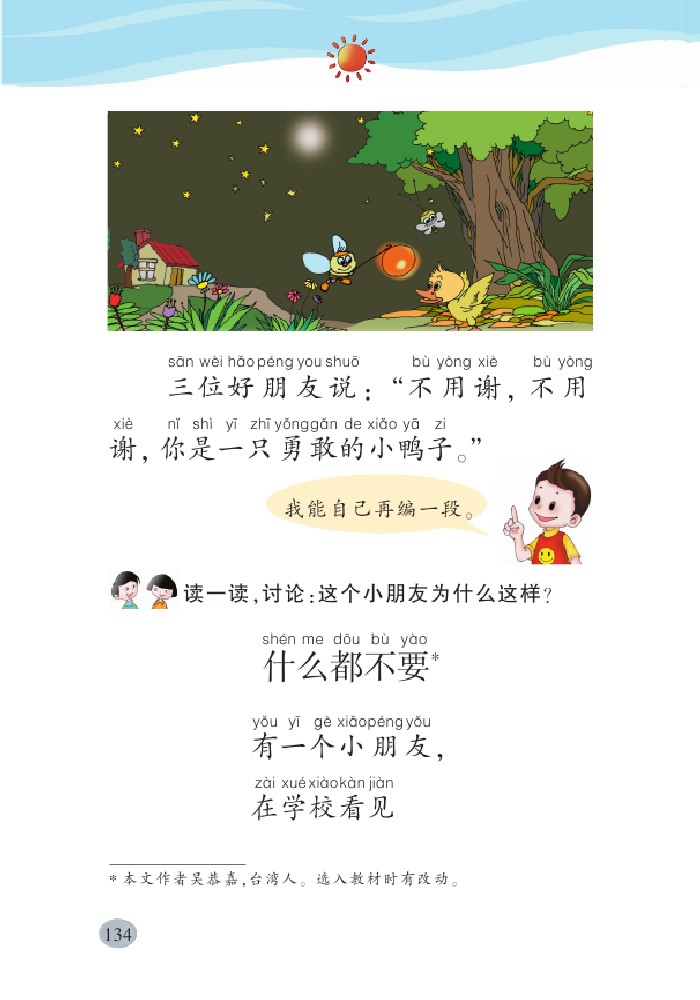 sān wèi hǎo péng you shuō bù yòng xiè bù yòng
三位好朋友说：“不用谢，不用
xiè nǐ shì yī zhī yǒnggǎn de xiǎo yā zi
谢，你是一只勇敢的小鸭子。”
我能自己再编一段。
读一读，讨论：这个小朋友为什么这样？
shén me dōu bù yào
什么都不要*
yǒu yī gè xiǎopéngyǒu
有一个小朋友，
zài xuéxiàokàn jiàn
在学校看见
*本文作者吴恭嘉，台湾人。选入教材时有改动。
134